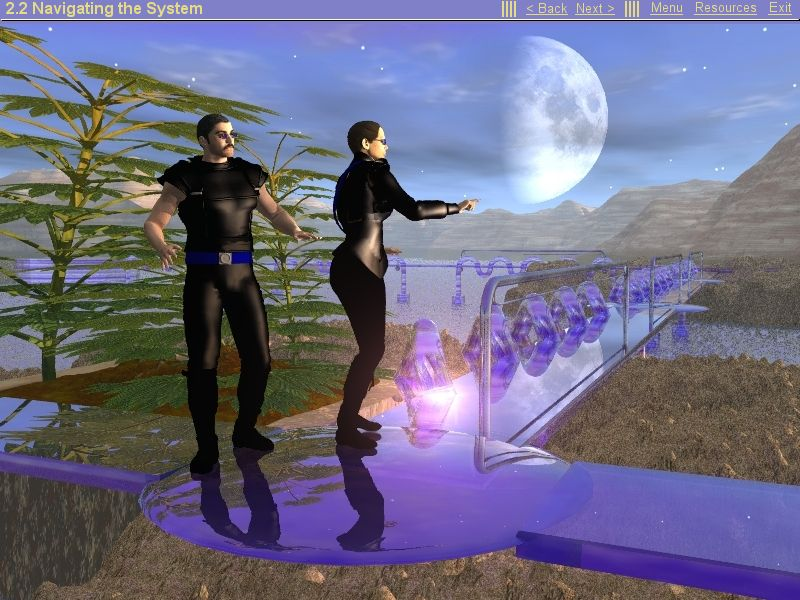 2.2 Navigating the System
< Back Next > Menu Resources Exit